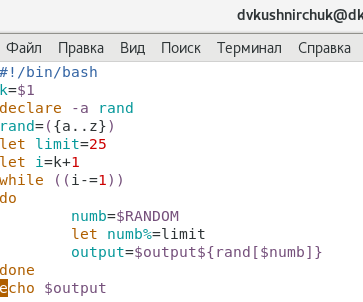 dvkushnirchuk@dk
Файл Правка Вид Поиск Терминал Справка
#!/bin/bash
k=$1
declare -a rand
rand=({a..z})
let limit=25
let i=k+1
while ((i-=1))
do
        numb=$RANDOM
        let numb%=limit
        output=$output${rand[$numb]}
done
echo $output